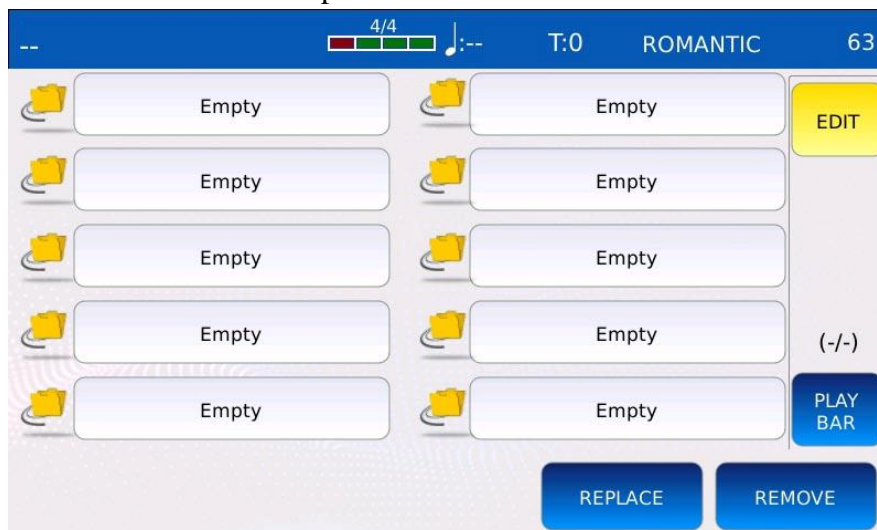 --
4/4
♩:--
T:0
ROMANTIC
63
Empty
Empty
EDIT
Empty
Empty
Empty
Empty
Empty
Empty
(-/-)
Empty
Empty
PLAY
BAR
REPLACE
REMOVE